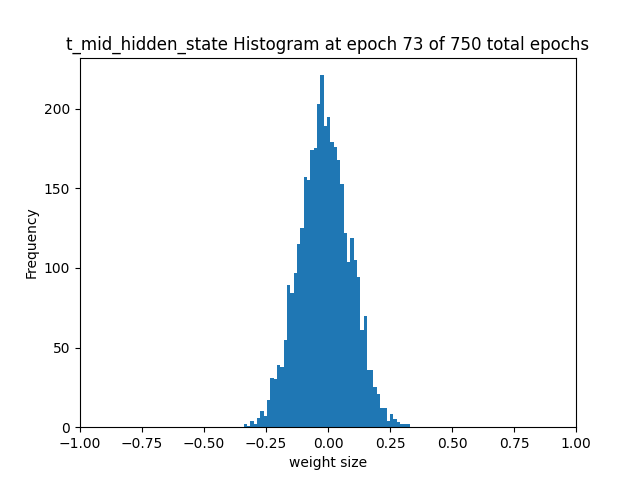 t_mid_hidden_state Histogram at epoch 73 of 750 total epochs
Frequency
200
150
100
50
0
−1.00 −0.75 −0.50 −0.25 0.00 0.25 0.50 0.75 1.00
weight size